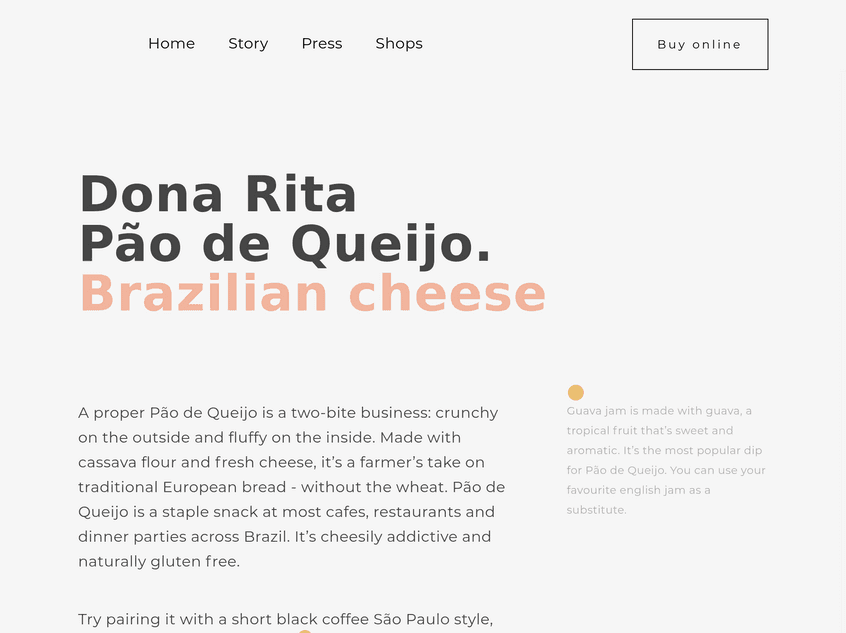 Home Story Press Shops Buy online
Dona Rita
Pão de Queijo.
Brazilian cheese
A proper Pão de Queijo is a two-bite business: crunchy
on the outside and fluffy on the inside. Made with
cassava flour and fresh cheese, it’s a farmer’s take on
traditional European bread - without the wheat. Pão de
Queijo is a staple snack at most cafes, restaurants and
dinner parties across Brazil. It’s cheesily addictive and
naturally gluten free.
Try pairing it with a short black coffee São Paulo style,
Guava jam is made with guava, a
tropical fruit that’s sweet and
aromatic. It’s the most popular dip
for Pão de Queijo. You can use your
favourite english jam as a
substitute.